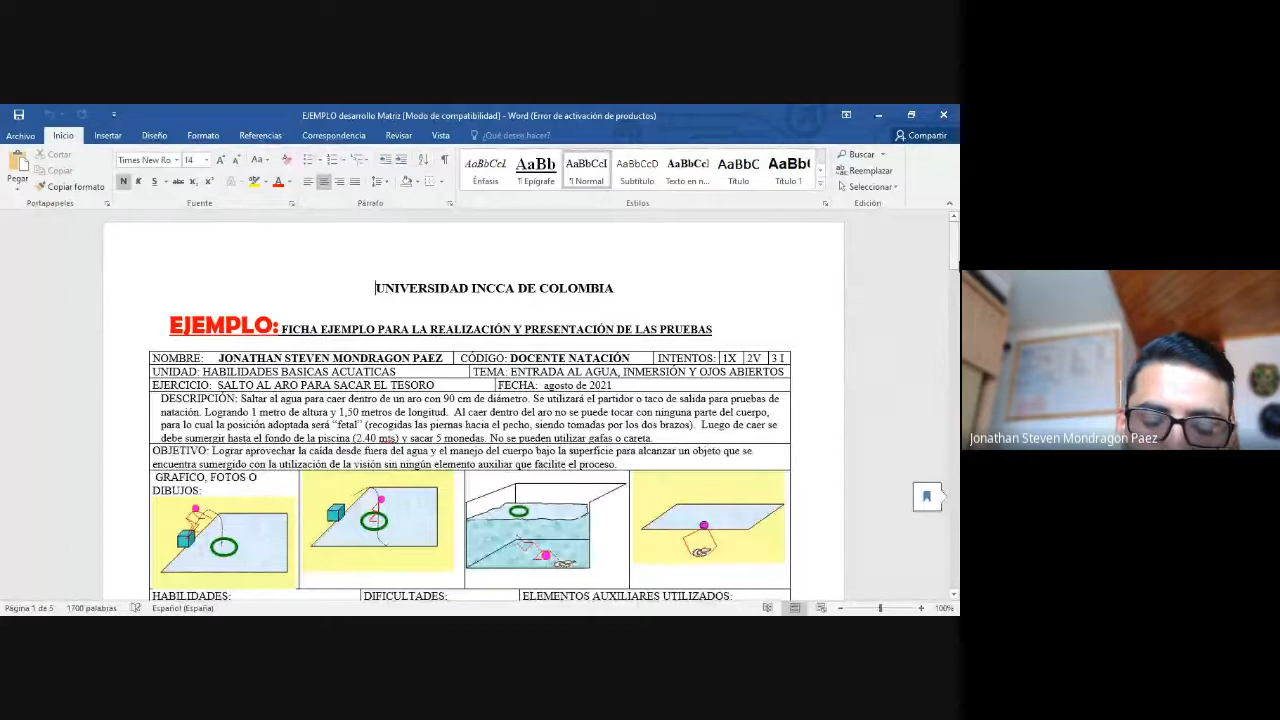 EJEMPLO desarrollo Matriz [Modo de compatibilidad] - Word (Error de activación de productos)
Archivo Inicio Insertar Diseño Formato Referencias Correspondencia Revisar Vista ¿Qué desea hacer? Compartir
Pegar
Cortar
Copiar
Copiar formato
Times New Ro 14
AaBbCcI Énfasis
AaBb ¶ Epígrafe
AaBbCcI ¶ Normal
AaBbCcD Subtítulo
AaBbCcI Texto en n...
AaBbC Título
AaBb( Título 1
Buscar
Reemplazar
Seleccionar
Portapapeles Fuente Párrafo Estilos Edición
UNIVERSIDAD INCCA DE COLOMBIA
EJEMPLO: FICHA EJEMPLO PARA LA REALIZACIÓN Y PRESENTACIÓN DE LAS PRUEBAS
NOMBRE: JONATHAN STEVEN MONDRAGON PAEZ CÓDIGO: DOCENTE NATACIÓN INTENTOS: 1X 2V 3 I
UNIDAD: HABILIDADES BASICAS ACUATICAS TEMA: ENTRADA AL AGUA, INMERSIÓN Y OJOS ABIERTOS
EJERCICIO: SALTO AL ARO PARA SACAR EL TESORO FECHA: agosto de 2021
DESCRIPCIÓN: Saltar al agua para caer dentro de un aro con 90 cm de diámetro. Se utilizará el partidor o taco de salida para pruebas de
natación. Logrando 1 metro de altura y 1,50 metros de longitud. Al caer dentro del aro no se puede tocar con ninguna parte del cuerpo,
para lo cual la posición adoptada será “fetal” (recogidas las piernas hacia el pecho, siendo tomadas por los dos brazos). Luego de caer se
debe sumergir hasta el fondo de la piscina (2.40 mts) y sacar 5 monedas. No se pueden utilizar gafas o careta.
OBJETIVO: Lograr aprovechar la caída desde fuera del agua y el manejo del cuerpo bajo la superficie para alcanzar un objeto que se
encuentra sumergido con la utilización de la visión sin ningún elemento auxiliar que facilite el proceso.
GRAFICO, FOTOS O
DIBUJOS:
HABILIDADES: DIFICULTADES: ELEMENTOS AUXILIARES UTILIZADOS:
Página 1 de 5 1700 palabras Español (España) 100%
Jonathan Steven Mondragon Paez